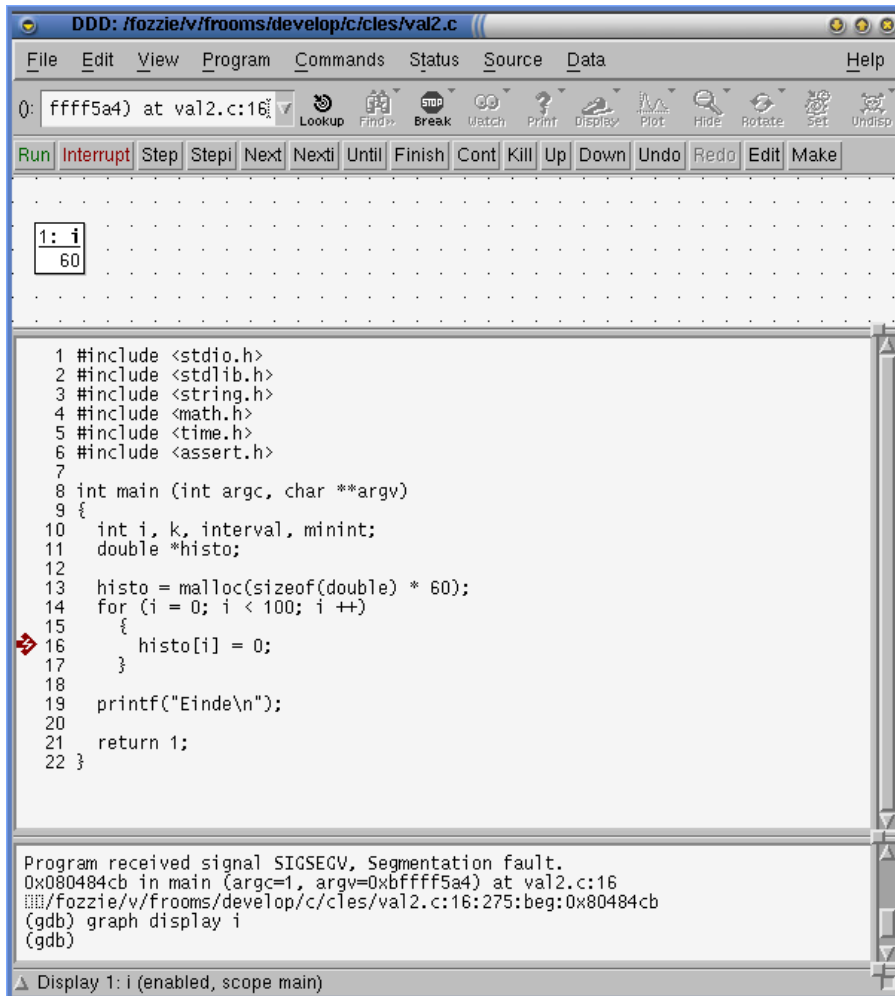 DDD: /fozzie/v/frooms/develop/c/cles/val2.c
File Edit View Program Commands Status Source Data Help
(): ffff5a4) at val2.c:16
Lookup Find>> Break Watch Print Display Plot Hide Rotate Set Undisp
STOP
Run Interrupt Step Stepi Next Nexti Until Finish Cont Kill Up Down Undo Redo Edit Make
1: i
60
1 #include <stdio.h>
2 #include <stdlib.h>
3 #include <string.h>
4 #include <math.h>
5 #include <time.h>
6 #include <assert.h>
7
8 int main (int argc, char **argv)
9 {
10 int i, k, interval, minint;
11 double *histo;
12
13 histo = malloc(sizeof(double) * 60);
14 for (i = 0; i < 100; i ++)
15 {
16 histo[i] = 0;
17 }
18
19 printf("Einde\n");
20
21 return 1;
22 }
Program received signal SIGSEGV, Segmentation fault.
0x080484cb in main (argc=1, argv=0xbffff5a4) at val2.c:16
/fozzie/v/frooms/develop/c/cles/val2.c:16:275:beg:0x80484cb
(gdb) graph display i
(gdb)
Display 1: i (enabled, scope main)